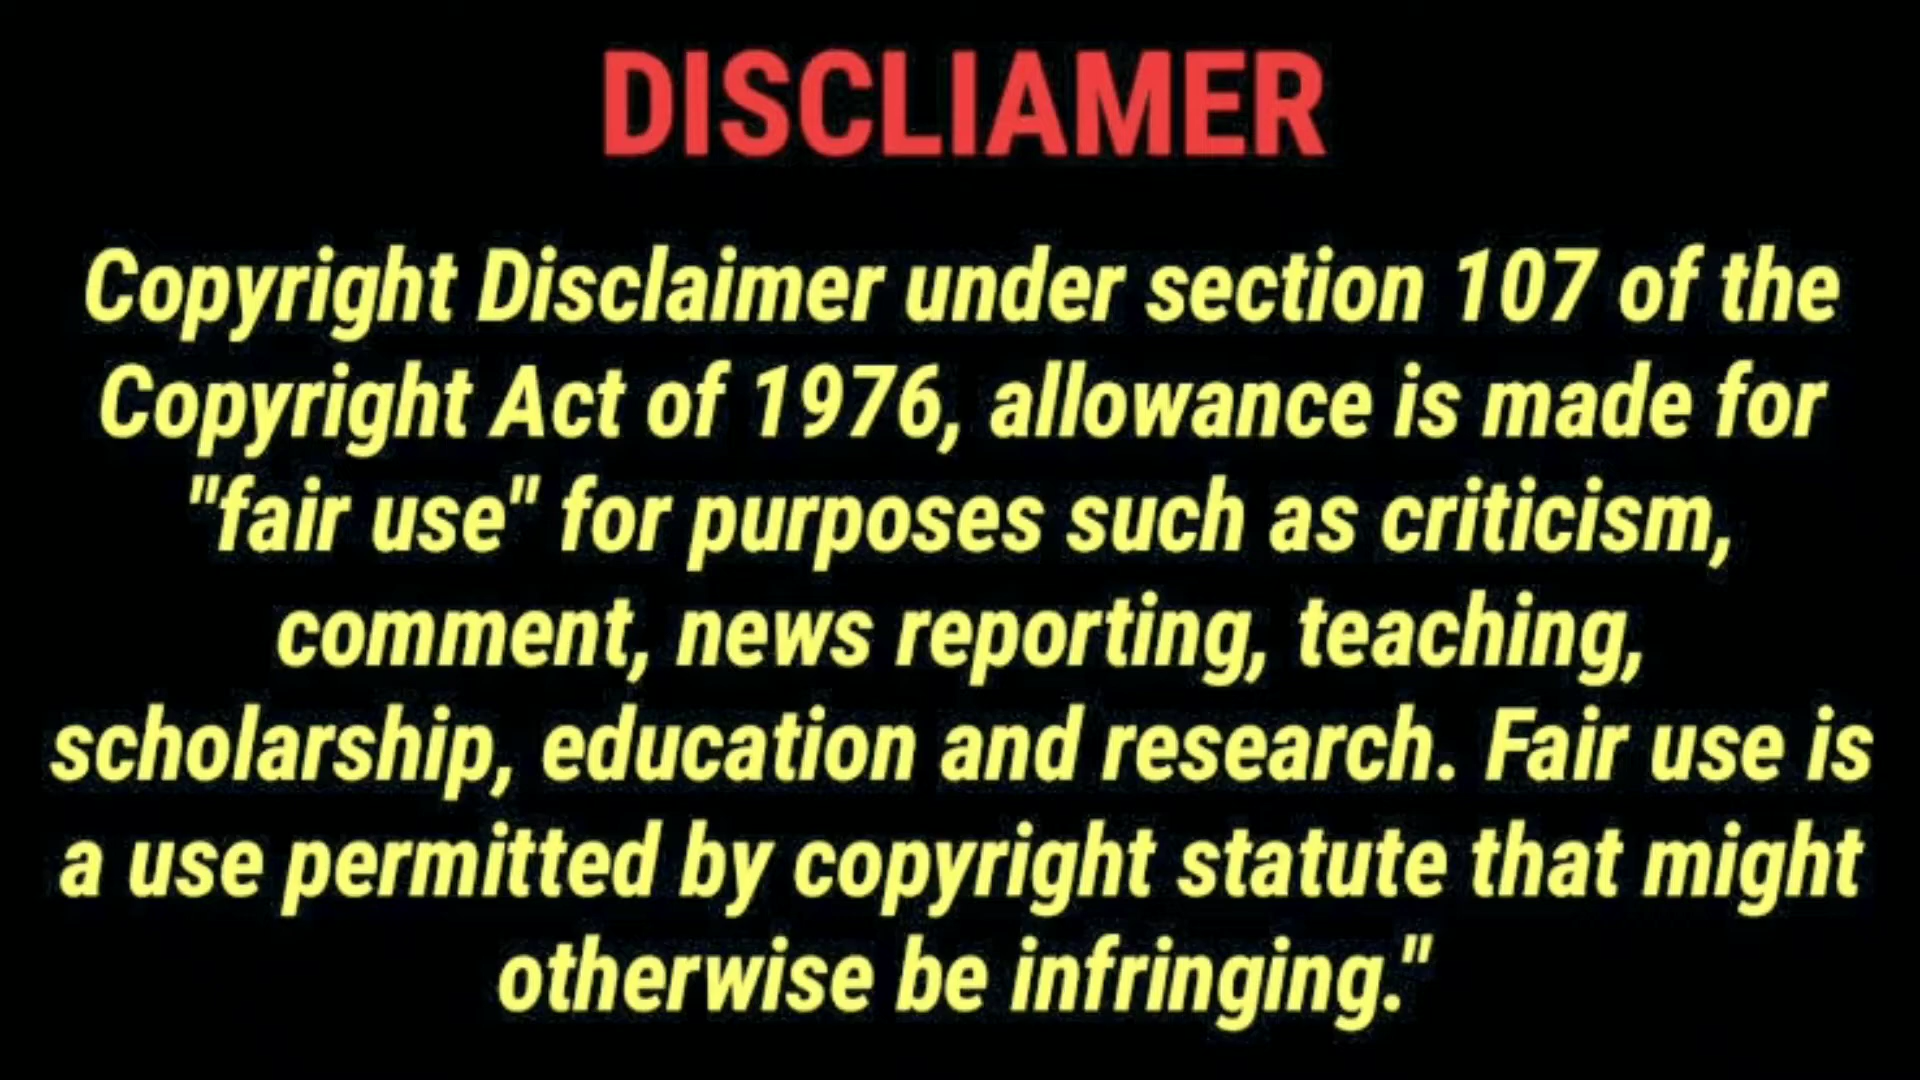 DISCLIAMER
Copyright Disclaimer under section 107 of the
Copyright Act of 1976, allowance is made for
"fair use" for purposes such as criticism,
comment, news reporting, teaching,
scholarship, education and research. Fair use is
a use permitted by copyright statute that might
otherwise be infringing."